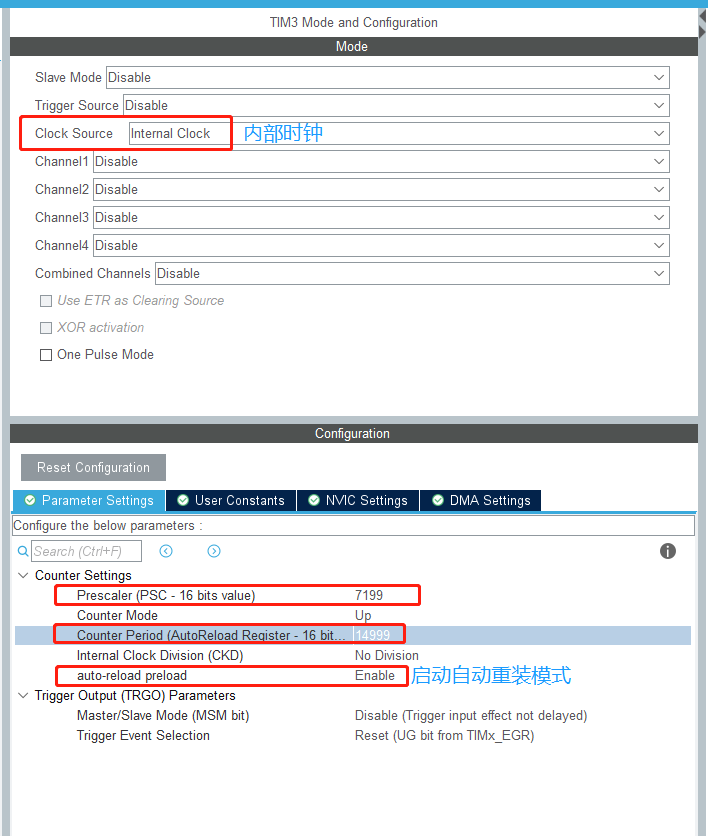 TIM3 Mode and Configuration
Mode
Slave Mode Disable
Trigger Source Disable
Clock Source Internal Clock 内部时钟
Channel1 Disable
Channel2 Disable
Channel3 Disable
Channel4 Disable
Combined Channels Disable
Use ETR as Clearing Source
XOR activation
One Pulse Mode
Configuration
Reset Configuration
Parameter Settings User Constants NVIC Settings DMA Settings
Configure the below parameters :
Search (Ctrl+F)
Counter Settings
Prescaler (PSC - 16 bits value) 7199
Counter Mode Up
Counter Period (AutoReload Register - 16 bit... 14999
Internal Clock Division (CKD) No Division
auto-reload preload Enable 启动自动重装模式
Trigger Output (TRGO) Parameters
Master/Slave Mode (MSM bit) Disable (Trigger input effect not delayed)
Trigger Event Selection Reset (UG bit from TIMx_EGR)